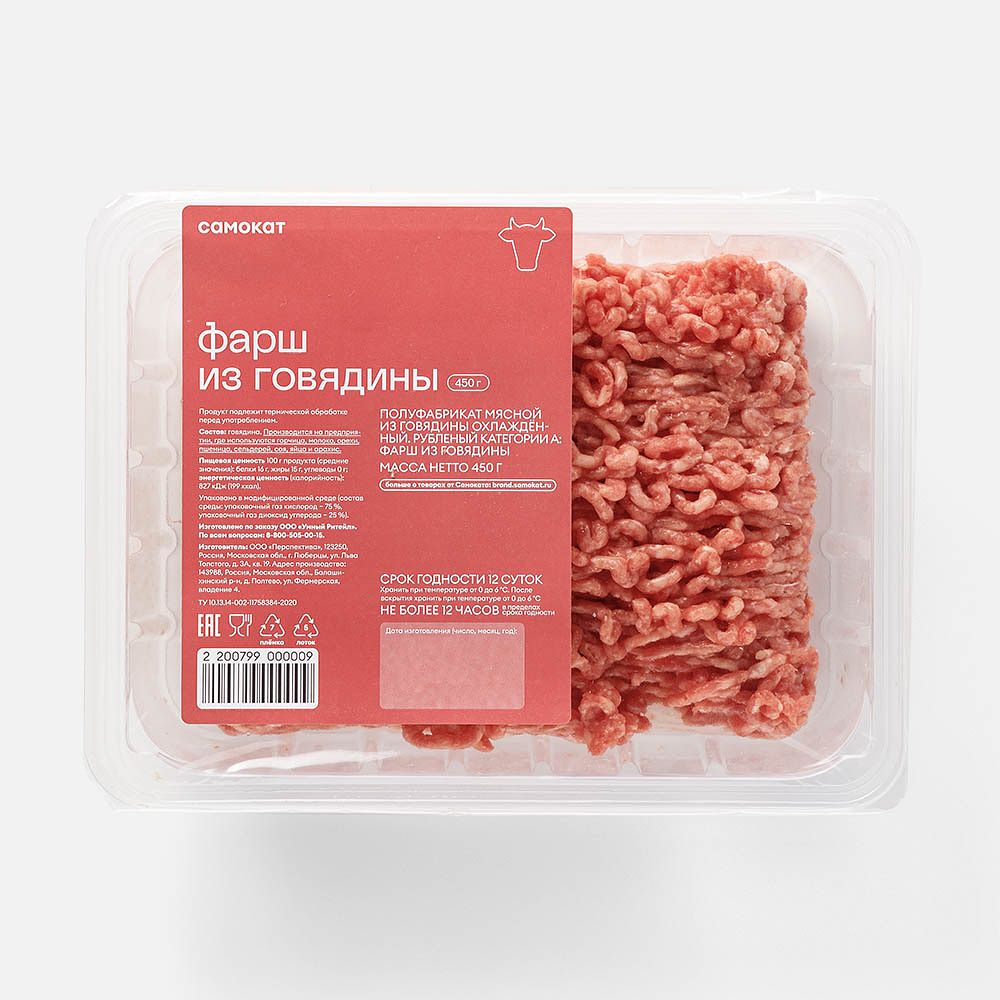 самокат
фарш
из говядины 450 г
Продукт подлежит термической обработке
перед употреблением.
Состав: говядина. Производится на предприя-
тии, где используются горчица, молоко, орехи,
пшеница, сельдерей, соя, яйца и арахис.
Пищевая ценность 100 г продукта (средние
значения): белки 16 г, жиры 15 г, углеводы 0 г;
энергетическая ценность (калорийность):
827 кДж (199 ккал).
Упаковано в модифицированной среде (состав
среды: упаковочный газ кислород – 75 %,
упаковочный газ диоксид углерода – 25 %).
Изготовлено по заказу ООО «Умный Ритейл».
По всем вопросам: 8-800-505-00-15.
Изготовитель: ООО «Перспектива», 123250,
Россия, Московская обл., г. Люберцы, ул. Льва
Толстого, д. 3А, кв. 19. Адрес производства:
143988, Россия, Московская обл., Балаши-
хинский р-н, д. Полтево, ул. Фермерская,
владение 4.
ТУ 10.13.14-002-11758384-2020
ЕАС
7
плёнка
5
лоток
2 200799 000009
ПОЛУФАБРИКАТ МЯСНОЙ
ИЗ ГОВЯДИНЫ ОХЛАЖДЁН-
НЫЙ. РУБЛЕНЫЙ КАТЕГОРИИ А:
ФАРШ ИЗ ГОВЯДИНЫ
МАССА НЕТТО 450 Г
больше о товарах от Самоката: brand.samokat.ru
СРОК ГОДНОСТИ 12 СУТОК
Хранить при температуре от 0 до 6 °С. После
вскрытия хранить при температуре от 0 до 6 °С
НЕ БОЛЕЕ 12 ЧАСОВ в пределах
срока годности
Дата изготовления (число, месяц, год):